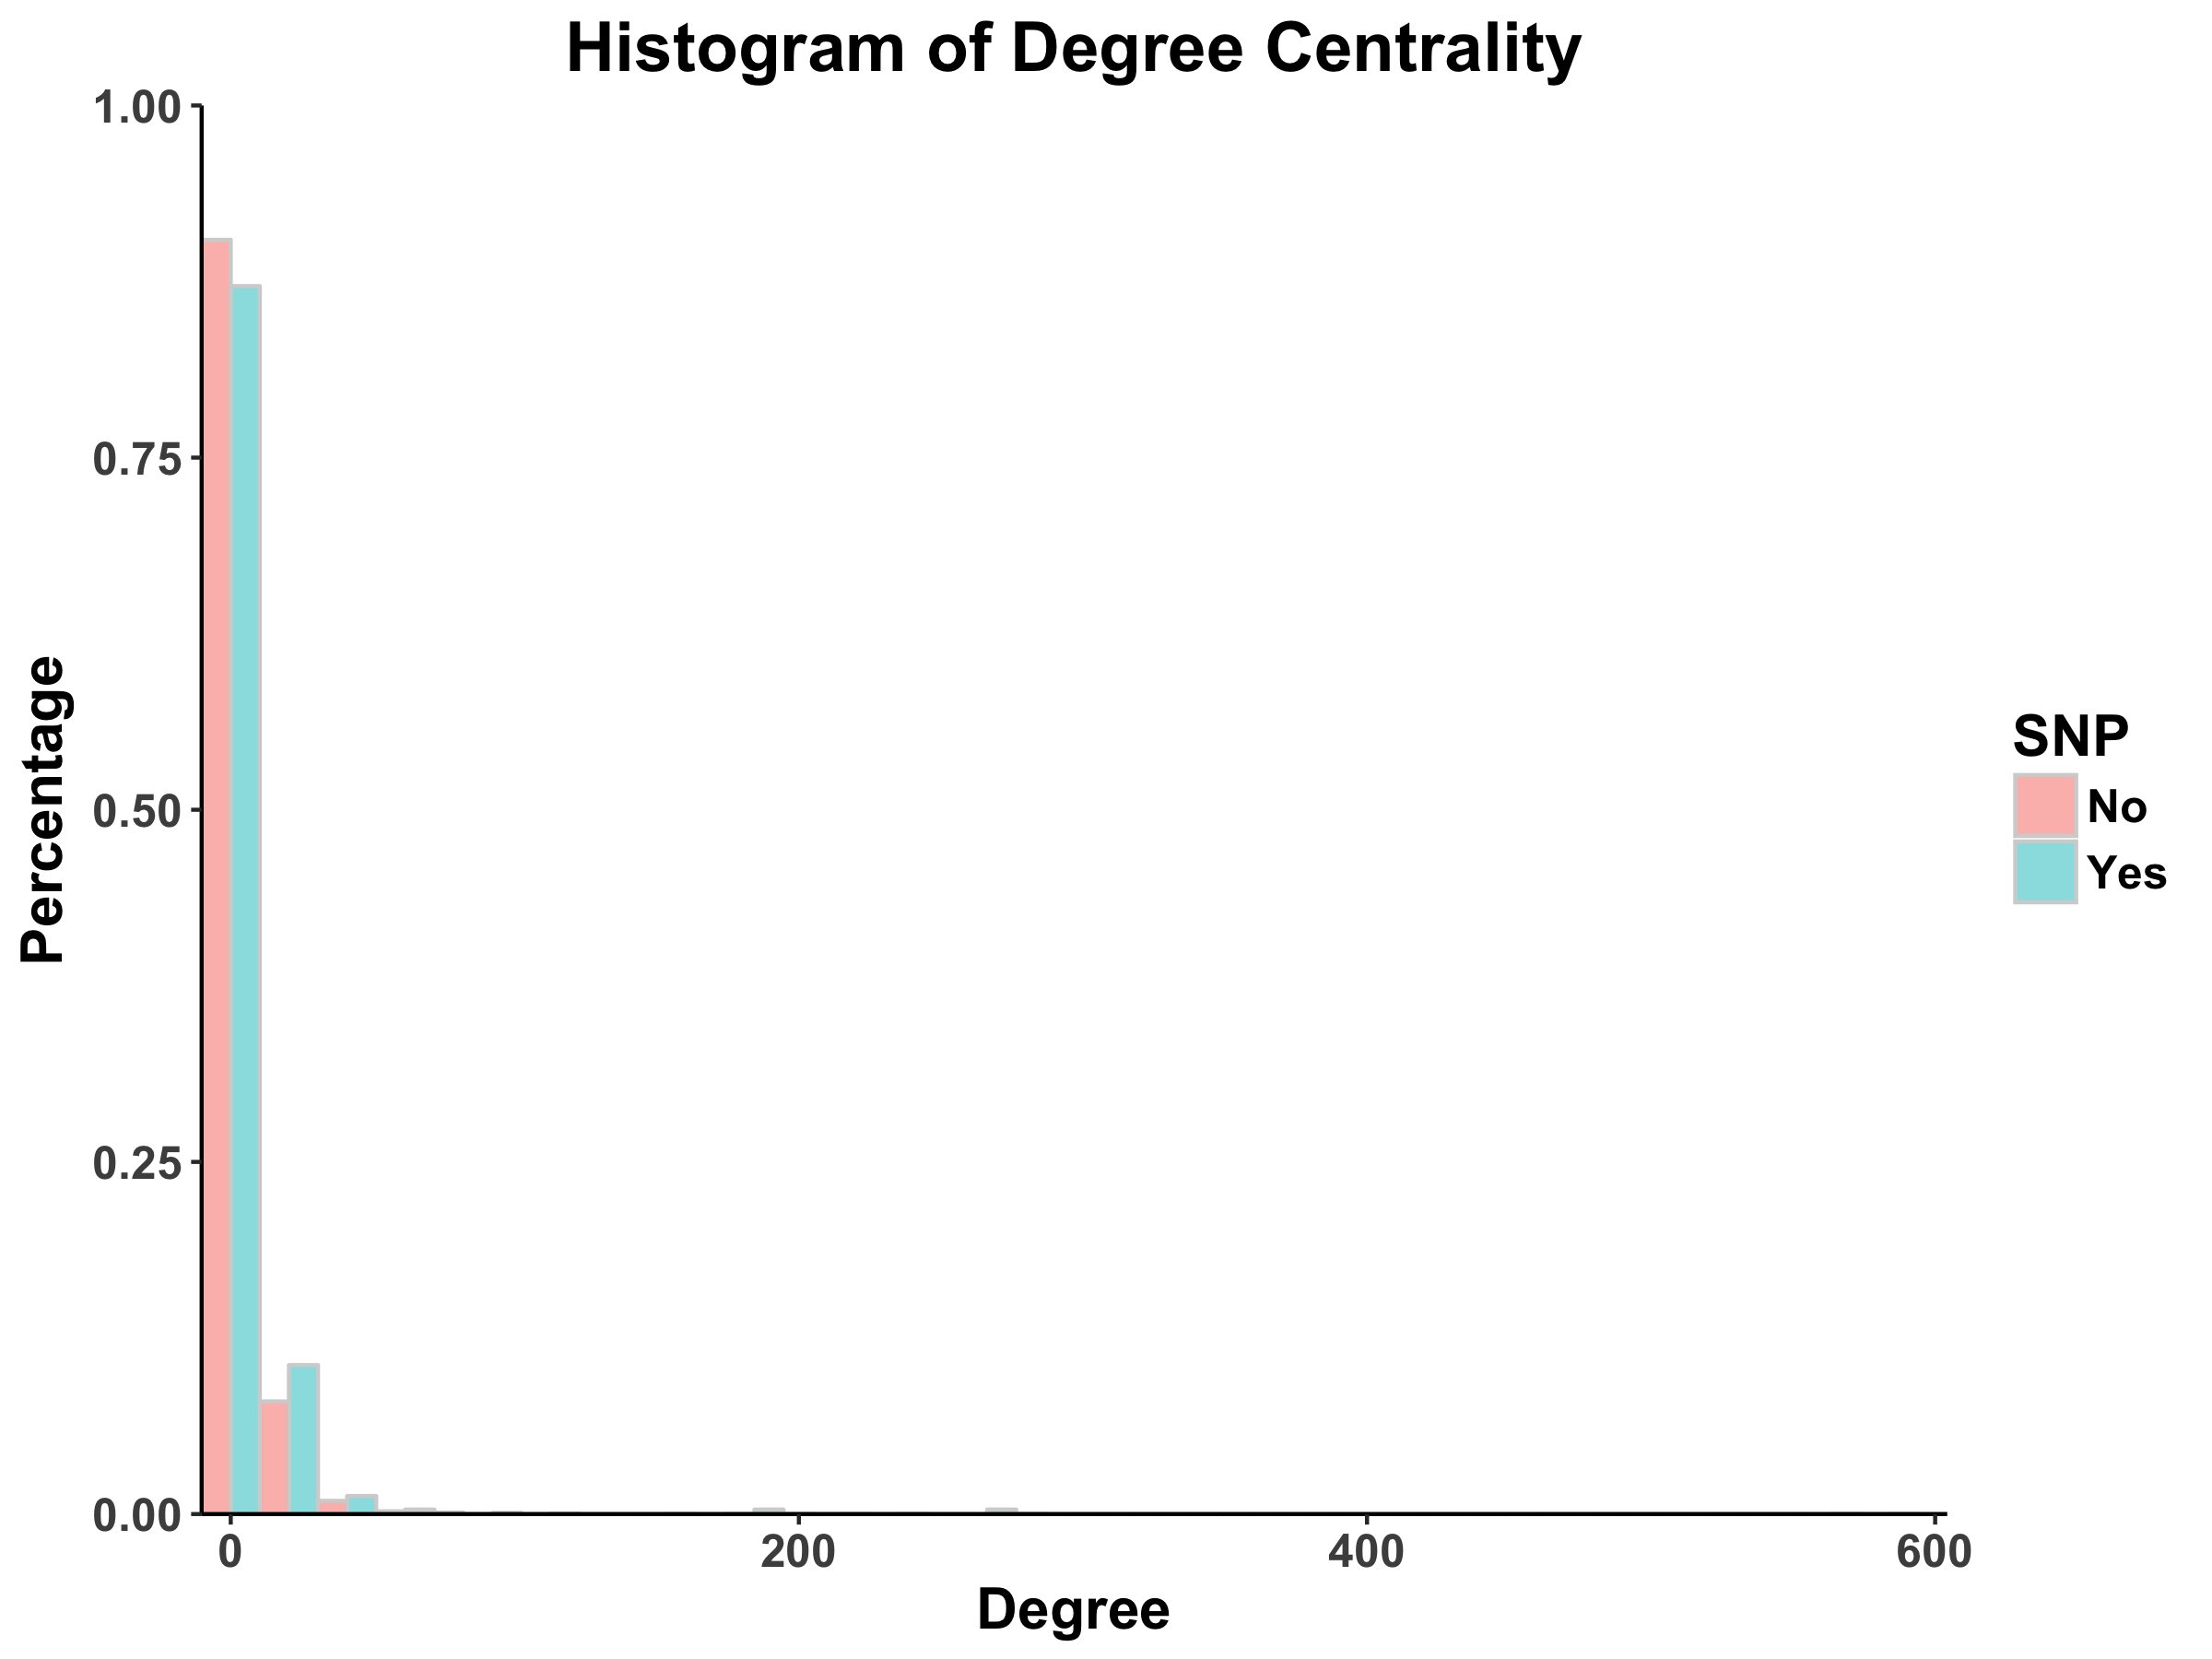 Histogram of Degree Centrality
1.00
0.75
0.50
0.25
0.00
Percentage
0 200 400 600
Degree
SNP
No
Yes